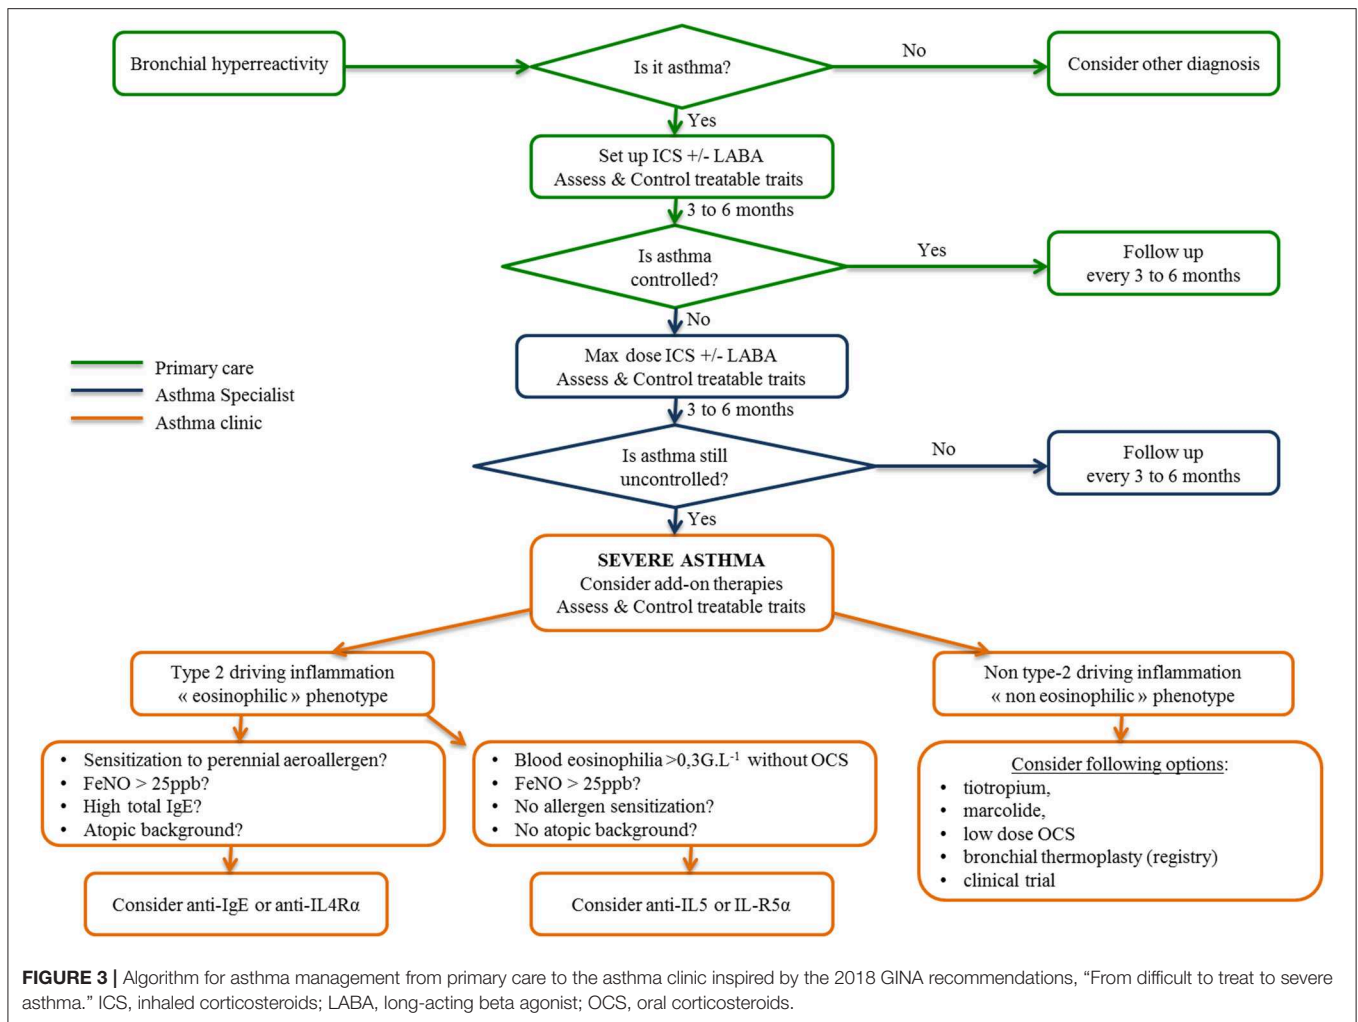 Bronchial hyperreactivity
Is it asthma?
No
Consider other diagnosis
Yes
Set up ICS +/- LABA
Assess & Control treatable traits
3 to 6 months
Is asthma
controlled?
Yes
Follow up
every 3 to 6 months
No
Max dose ICS +/- LABA
Assess & Control treatable traits
Primary care
Asthma Specialist
Asthma clinic
3 to 6 months
Is asthma still
uncontrolled?
No
Follow up
every 3 to 6 months
Yes
SEVERE ASTHMA
Consider add-on therapies
Assess & Control treatable traits
Type 2 driving inflammation
« eosinophilic » phenotype
Non type-2 driving inflammation
« non eosinophilic » phenotype
• Sensitization to perennial aeroallergen?
• FeNO > 25ppb?
• High total IgE?
• Atopic background?
• Blood eosinophilia >0,3G.L⁻¹ without OCS
• FeNO > 25ppb?
• No allergen sensitization?
• No atopic background?
Consider following options:
• tiotropium,
• marcolide,
• low dose OCS
• bronchial thermoplasty (registry)
• clinical trial
Consider anti-IgE or anti-IL4Rα
Consider anti-IL5 or IL-R5α
FIGURE 3 | Algorithm for asthma management from primary care to the asthma clinic inspired by the 2018 GINA recommendations, “From difficult to treat to severe
asthma.” ICS, inhaled corticosteroids; LABA, long-acting beta agonist; OCS, oral corticosteroids.